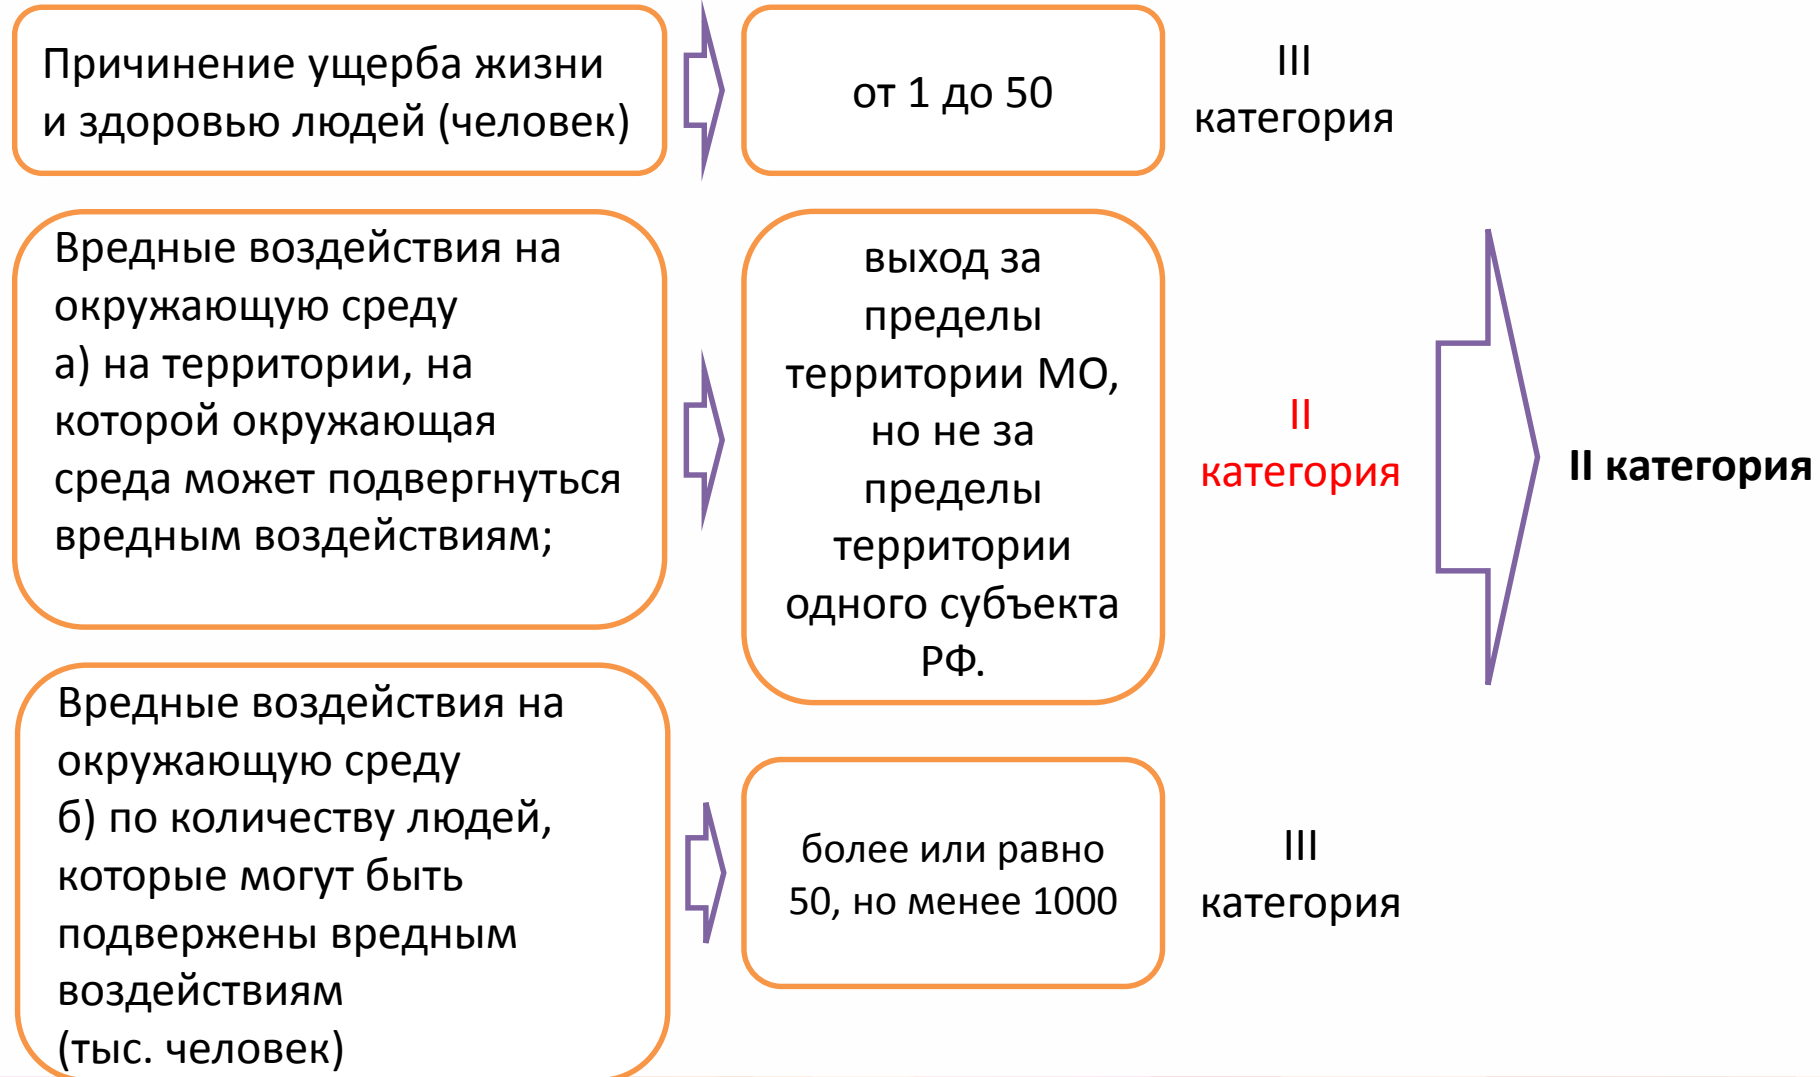 Причинение ущерба жизни
и здоровью людей (человек)
от 1 до 50
III
категория
Вредные воздействия на
окружающую среду
а) на территории, на
которой окружающая
среда может подвергнуться
вредным воздействиям;
выход за
пределы
территории МО,
но не за
пределы
территории
одного субъекта
РФ.
II
категория
II категория
Вредные воздействия на
окружающую среду
б) по количеству людей,
которые могут быть
подвержены вредным
воздействиям
(тыс. человек)
более или равно
50, но менее 1000
III
категория